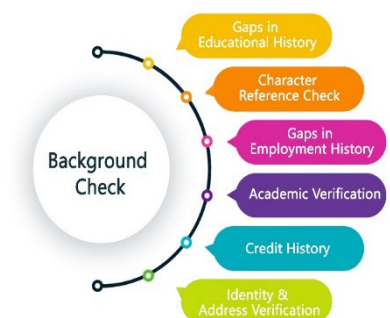 Background
Check
Gaps in
Educational History
Character
Reference Check
Gaps in
Employment History
Academic Verification
Credit History
Identity &
Address Verification